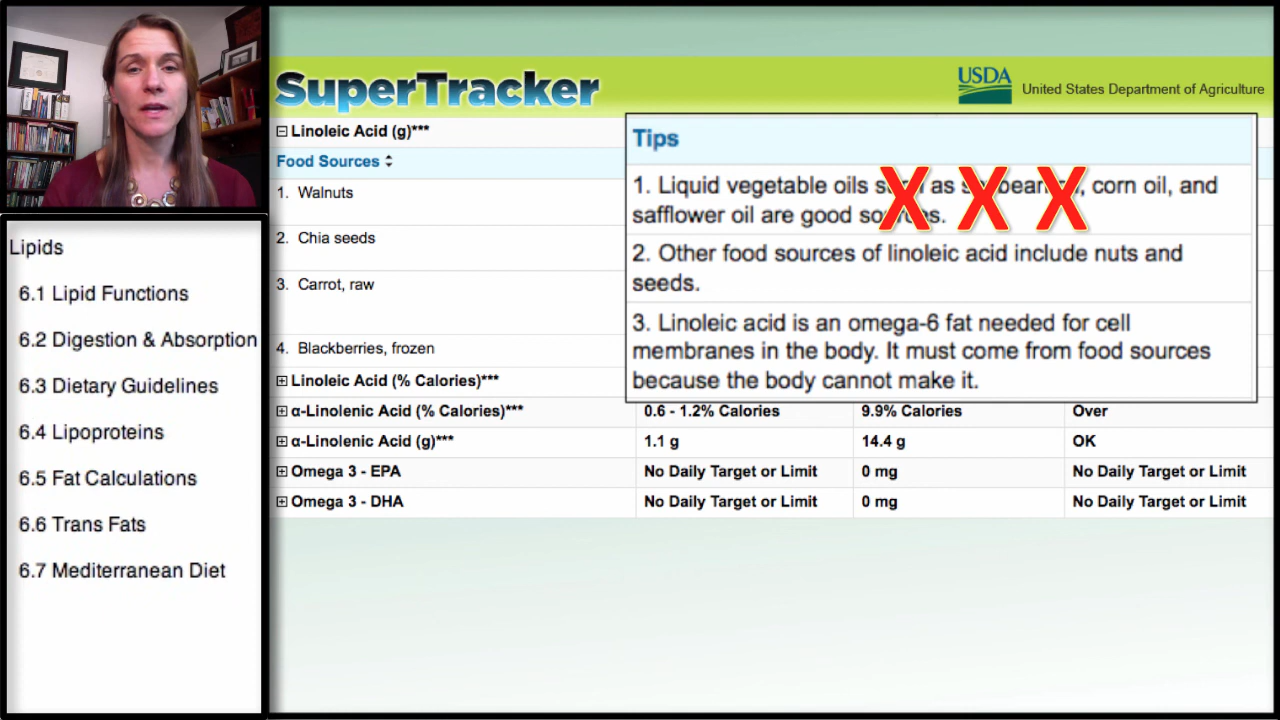 SuperTracker
USDA
United States Department of Agriculture
Lipids
6.1 Lipid Functions
6.2 Digestion & Absorption
6.3 Dietary Guidelines
6.4 Lipoproteins
6.5 Fat Calculations
6.6 Trans Fats
6.7 Mediterranean Diet
Linoleic Acid (g)***
Food Sources
1. Walnuts
2. Chia seeds
3. Carrot, raw
4. Blackberries, frozen
Tips
1. Liquid vegetable oils as corn oil, and
safflower oil are good
X X X
2. Other food sources of linoleic acid include nuts and
seeds.
3. Linoleic acid is an omega-6 fat needed for cell
membranes in the body. It must come from food sources
because the body cannot make it.
Linoleic Acid (% Calories)***
α-Linolenic Acid (% Calories)*** 0.6 - 1.2% Calories 9.9% Calories Over
α-Linolenic Acid (g)*** 1.1 g 14.4 g OK
Omega 3 - EPA No Daily Target or Limit 0 mg No Daily Target or Limit
Omega 3 - DHA No Daily Target or Limit 0 mg No Daily Target or Limit